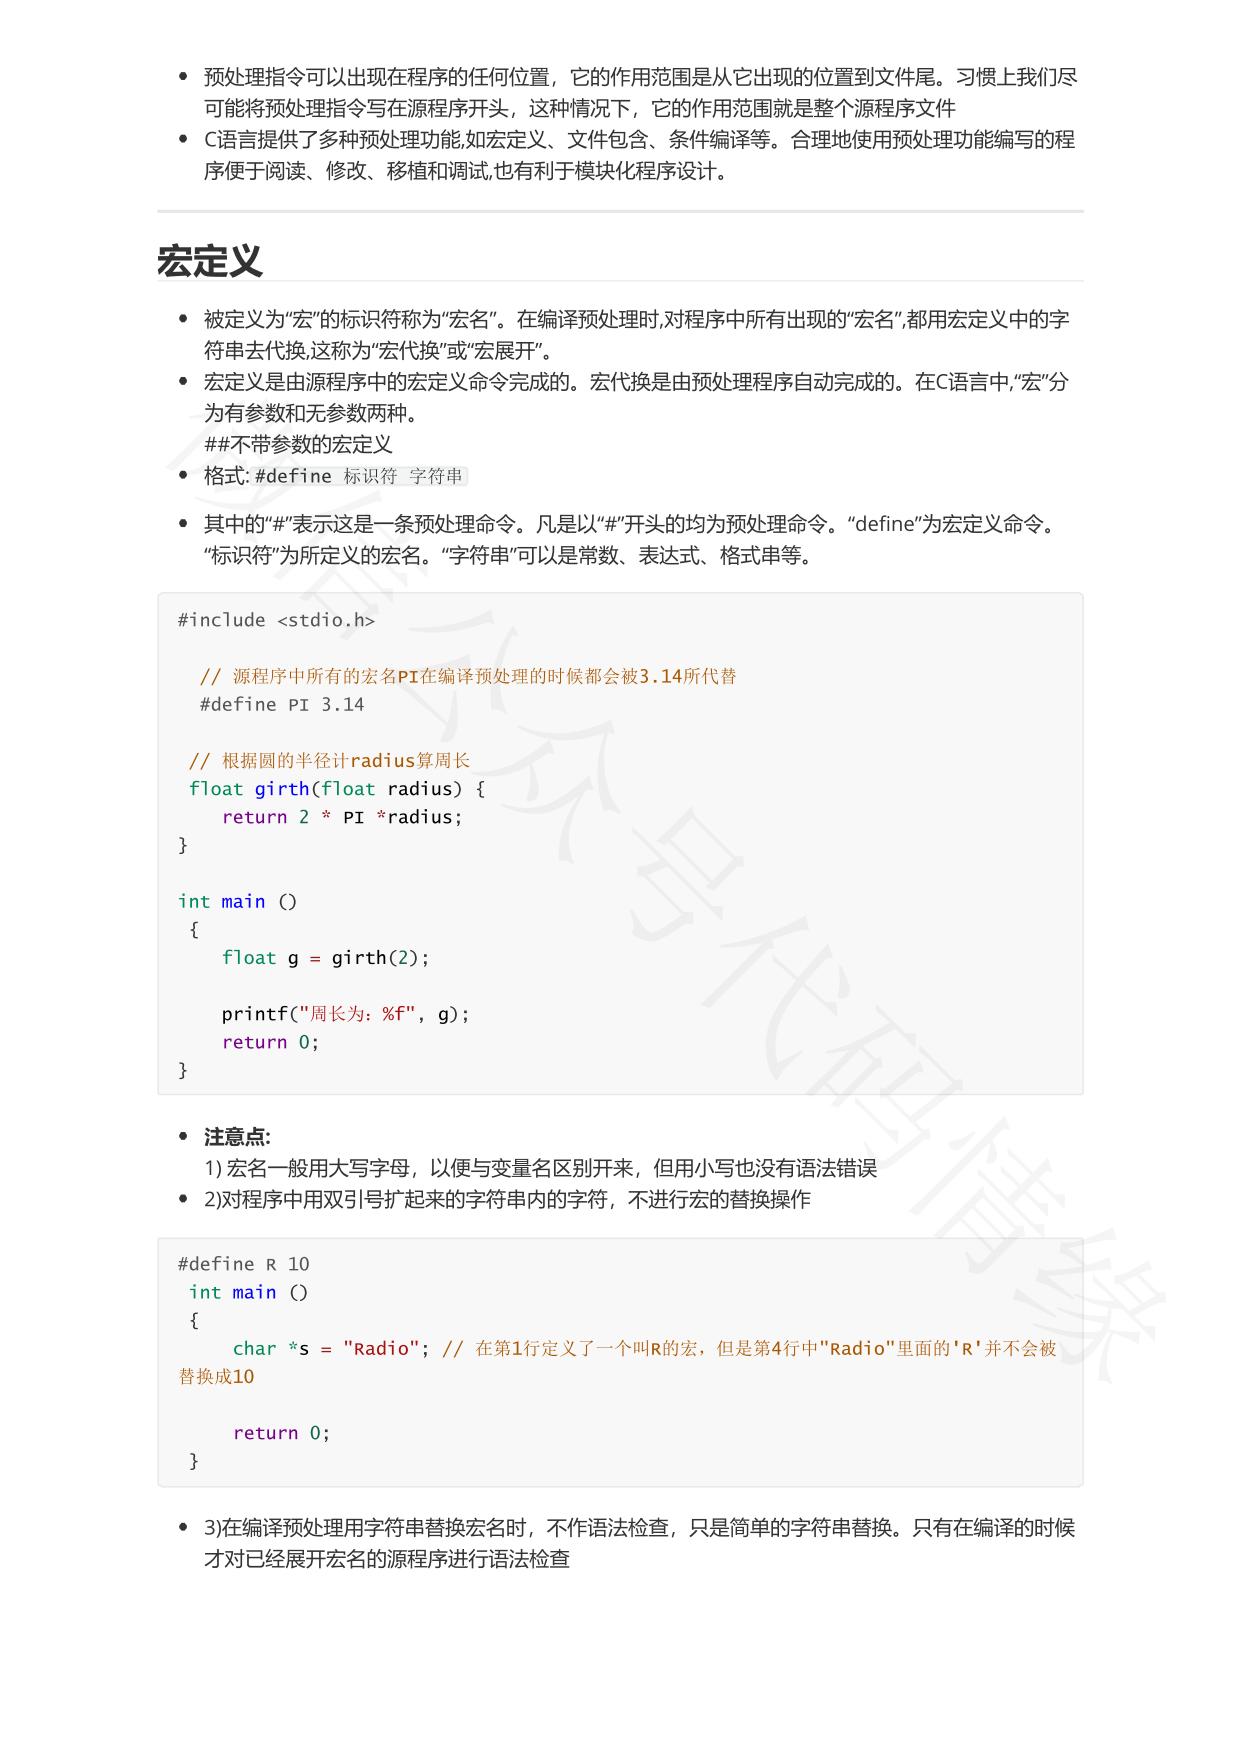 预处理指令可以出现在程序的任何位置，它的作用范围是从它出现的位置到文件尾。习惯上我们尽
可能将预处理指令写在源程序开头，这种情况下，它的作用范围就是整个源程序文件
C语言提供了多种预处理功能,如宏定义、文件包含、条件编译等。合理地使用预处理功能编写的程
序便于阅读、修改、移植和调试,也有利于模块化程序设计。
宏定义
被定义为“宏”的标识符称为“宏名”。在编译预处理时,对程序中所有出现的“宏名”,都用宏定义中的字
符串去代换,这称为“宏代换”或“宏展开”。
宏定义是由源程序中的宏定义命令完成的。宏代换是由预处理程序自动完成的。在C语言中,“宏”分
为有参数和无参数两种。
##不带参数的宏定义
格式: #define 标识符 字符串
其中的“#”表示这是一条预处理命令。凡是以“#”开头的均为预处理命令。“define”为宏定义命令。
“标识符”为所定义的宏名。“字符串”可以是常数、表达式、格式串等。
#include <stdio.h>
// 源程序中所有的宏名PI在编译预处理的时候都会被3.14所代替
#define PI 3.14
// 根据圆的半径计radius算周长
float girth(float radius) {
return 2 * PI *radius;
}
int main ()
{
float g = girth(2);
printf("周长为：%f", g);
return 0;
}
注意点:
1) 宏名一般用大写字母，以便与变量名区别开来，但用小写也没有语法错误
2)对程序中用双引号扩起来的字符串内的字符，不进行宏的替换操作
#define R 10
int main ()
{
char *s = "Radio"; // 在第1行定义了一个叫R的宏，但是第4行中"Radio"里面的'R'并不会被
替换成10
return 0;
}
3)在编译预处理用字符串替换宏名时，不作语法检查，只是简单的字符串替换。只有在编译的时候
才对已经展开宏名的源程序进行语法检查
微信公众号代码情缘